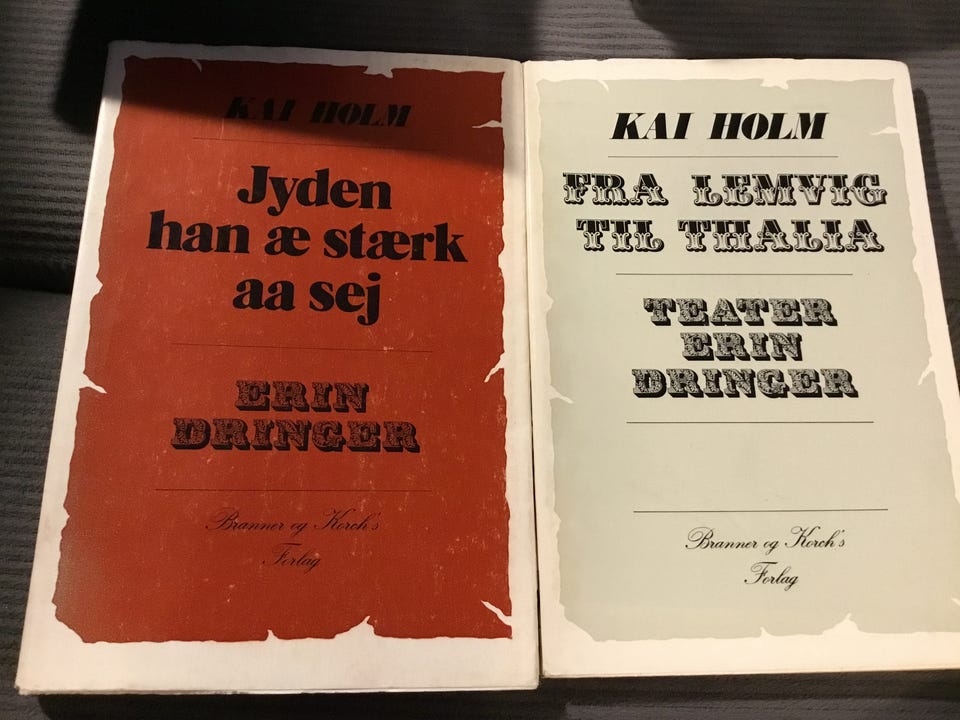 KAI HOLM
Jyden
han æ stærk
aa sej
ERIN
DRINGER
Branner og Korch's
Forlag
KAI HOLM
FRA LEMVIG
TIL THALIA
TEATER
ERIN
DRINGER
Branner og Korch's
Forlag